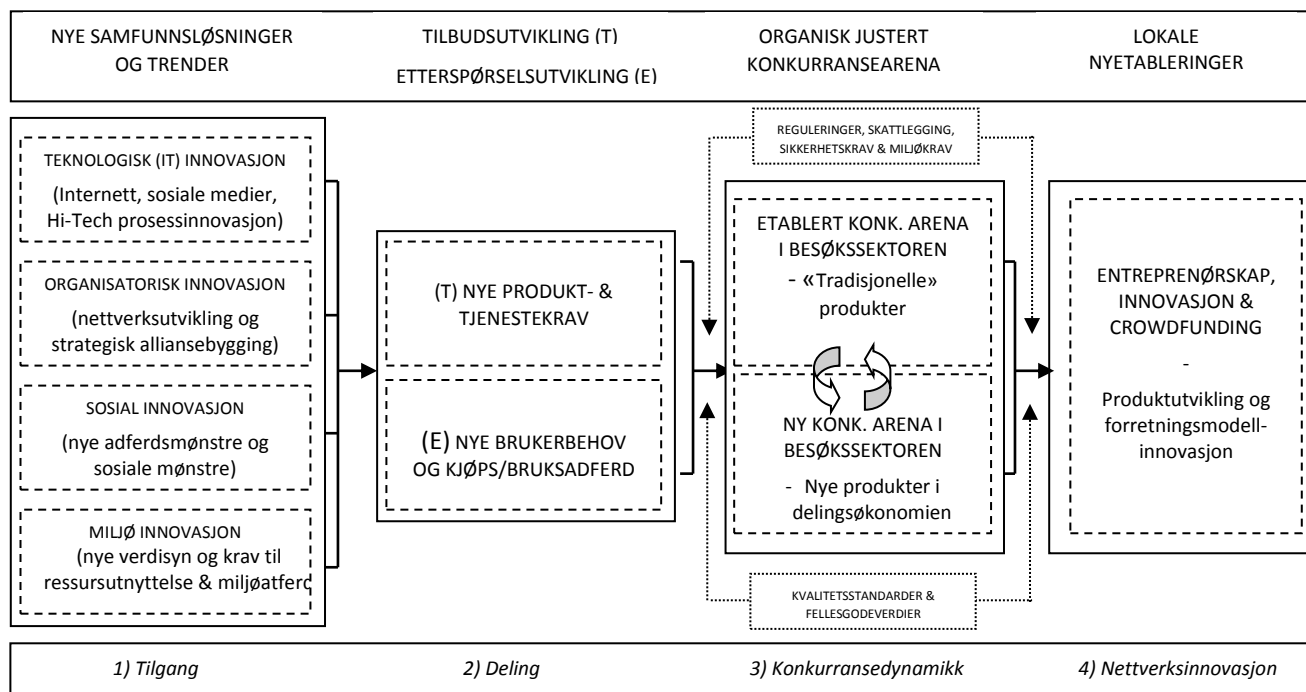 NYE SAMFUNNSLØSNINGER
OG TRENDER
TILBUDSUTVIKLING (T)
ETTERSPØRSELSUTVIKLING (E)
ORGANISK JUSTERT
KONKURRANSEARENA
LOKALE
NYETABLERINGER
TEKNOLOGISK (IT) INNOVASJON
(Internett, sosiale medier,
Hi-Tech prosessinnovasjon)
ORGANISATORISK INNOVASJON
(nettverksutvikling og
strategisk alliansebygging)
SOSIAL INNOVASJON
(nye adferdsmønstre og
sosiale mønstre)
MILJØ INNOVASJON
(nye verdisyn og krav til
ressursutnyttelse & miljøatferd
(T) NYE PRODUKT- &
TJENESTEKRAV
(E) NYE BRUKERBEHOV
OG KJØPS/BRUKSADFERD
REGULERINGER, SKATTLEGGING,
SIKKERHETSKRAV & MILJØKRAV
ETABLERT KONK. ARENA
I BESØKSSEKTOREN
- «Tradisjonelle»
produkter
NY KONK. ARENA I
BESØKSSEKTOREN
- Nye produkter i
delingsøkonomien
KVALITETSSTANDARDER &
FELLESGODEVERDIER
ENTREPRENØRSKAP,
INNOVASJON &
CROWDFUNDING
-
Produktutvikling og
forretningsmodell-
innovasjon
1) Tilgang
2) Deling
3) Konkurransedynamikk
4) Nettverksinnovasjon